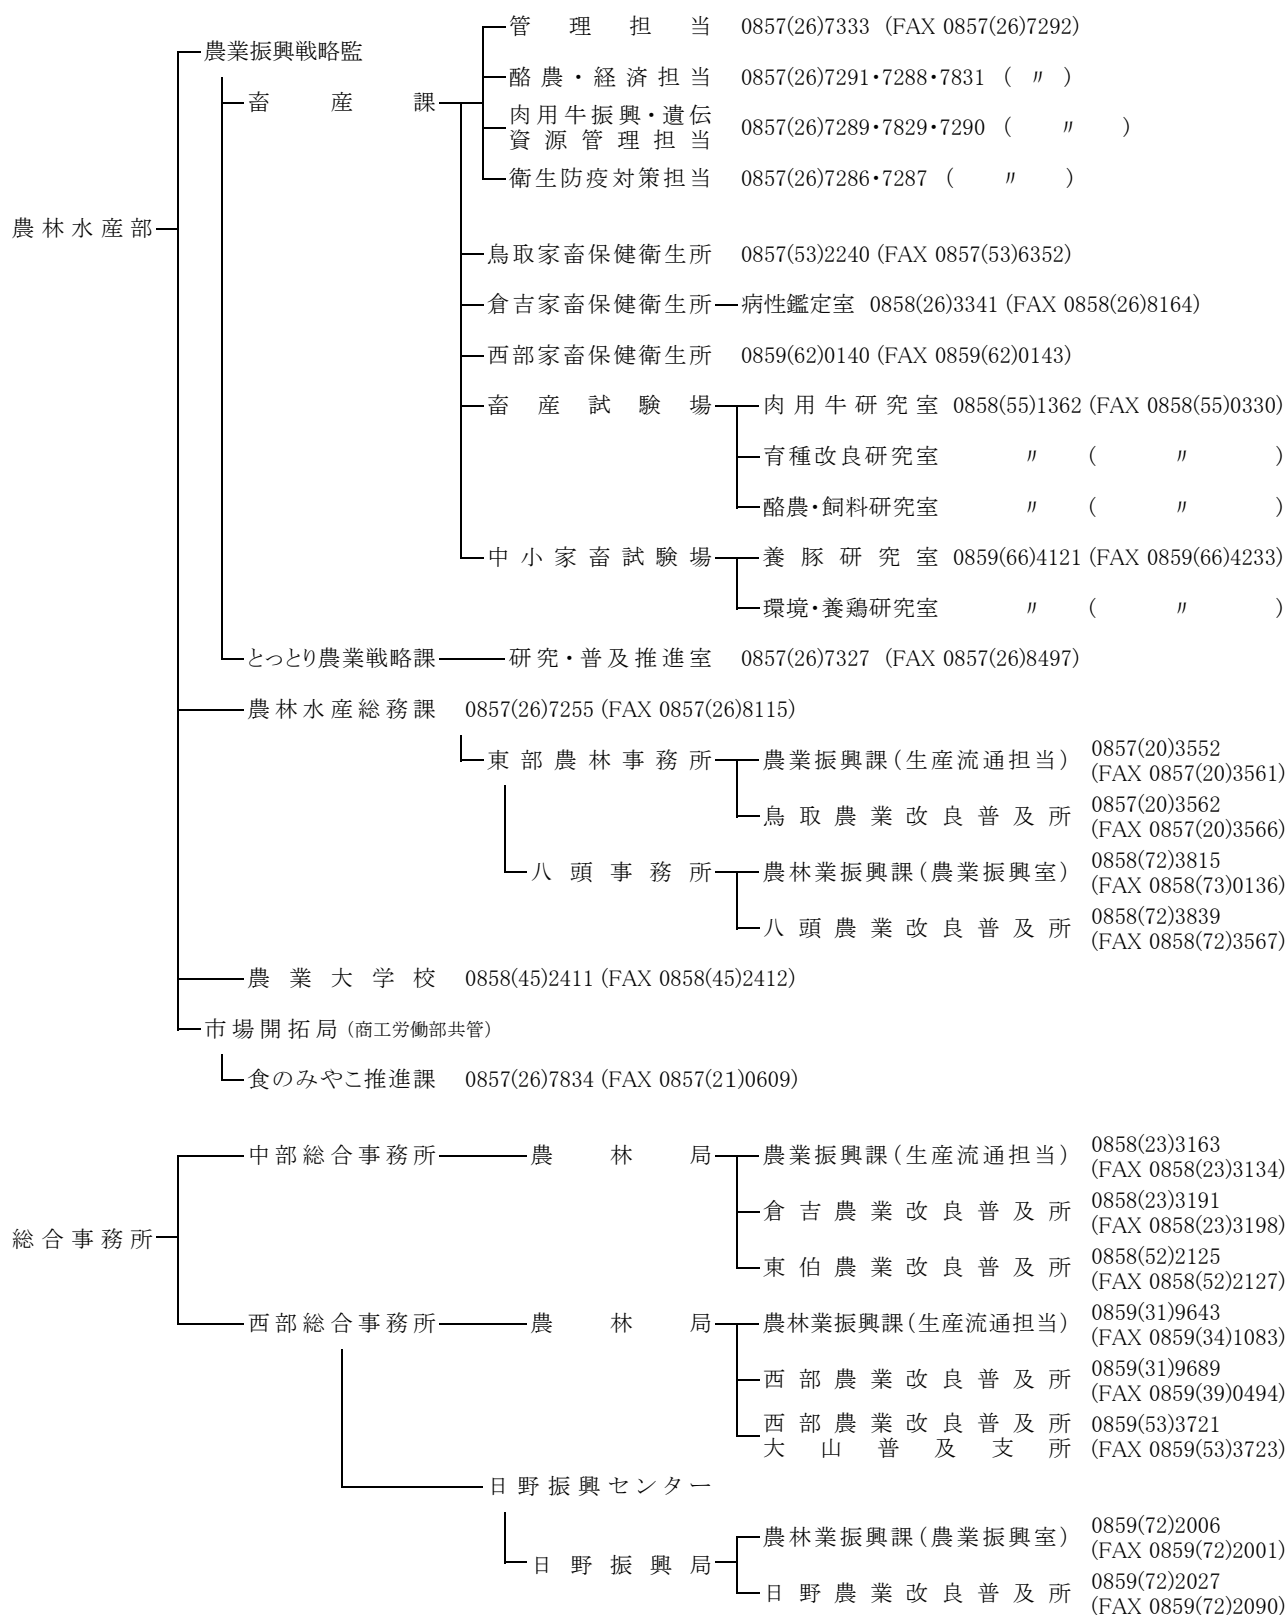 管理担当 0857(26)7333 (FAX 0857(26)7292)
農業振興戦略監
酪農・経済担当 0857(26)7291・7288・7831 ( 〃 )
畜産課
肉用牛振興・遺伝
資源管理担当 0857(26)7289・7829・7290 ( 〃 )
衛生防疫対策担当 0857(26)7286・7287 ( 〃 )
農林水産部
鳥取家畜保健衛生所 0857(53)2240 (FAX 0857(53)6352)
倉吉家畜保健衛生所 病性鑑定室 0858(26)3341 (FAX 0858(26)8164)
西部家畜保健衛生所 0859(62)0140 (FAX 0859(62)0143)
畜産試験場 肉用牛研究室 0858(55)1362 (FAX 0858(55)0330)
育種改良研究室 〃 ( 〃 )
酪農・飼料研究室 〃 ( 〃 )
中小家畜試験場 養豚研究室 0859(66)4121 (FAX 0859(66)4233)
環境・養鶏研究室 〃 ( 〃 )
とっとり農業戦略課 研究・普及推進室 0857(26)7327 (FAX 0857(26)8497)
農林水産総務課 0857(26)7255 (FAX 0857(26)8115)
東部農林事務所 農業振興課(生産流通担当) 0857(20)3552
(FAX 0857(20)3561)
鳥取農業改良普及所 0857(20)3562
(FAX 0857(20)3566)
八頭事務所 農林業振興課(農業振興室) 0858(72)3815
(FAX 0858(73)0136)
八頭農業改良普及所 0858(72)3839
(FAX 0858(72)3567)
農業大学校 0858(45)2411 (FAX 0858(45)2412)
市場開拓局(商工労働部共管)
食のみやこ推進課 0857(26)7834 (FAX 0857(21)0609)
中部総合事務所 農林局 農業振興課(生産流通担当) 0858(23)3163
(FAX 0858(23)3134)
倉吉農業改良普及所 0858(23)3191
(FAX 0858(23)3198)
総合事務所
東伯農業改良普及所 0858(52)2125
(FAX 0858(52)2127)
西部総合事務所 農林局 農林業振興課(生産流通担当) 0859(31)9643
(FAX 0859(34)1083)
西部農業改良普及所 0859(31)9689
(FAX 0859(39)0494)
西部農業改良普及所 0859(53)3721
大山普及支所 (FAX 0859(53)3723)
日野振興センター
日野振興局 農林業振興課(農業振興室) 0859(72)2006
(FAX 0859(72)2001)
日野農業改良普及所 0859(72)2027
(FAX 0859(72)2090)